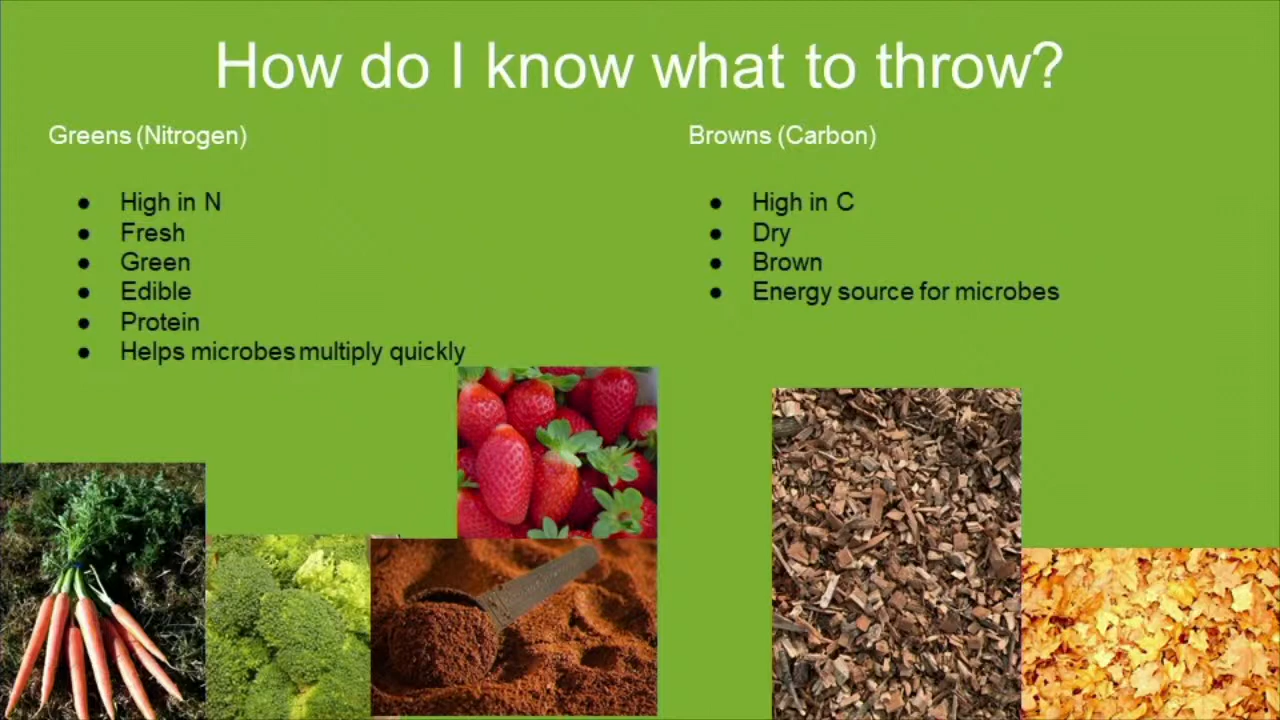 How do I know what to throw?
Greens (Nitrogen)
● High in N
● Fresh
● Green
● Edible
● Protein
● Helps microbes multiply quickly
Browns (Carbon)
● High in C
● Dry
● Brown
● Energy source for microbes